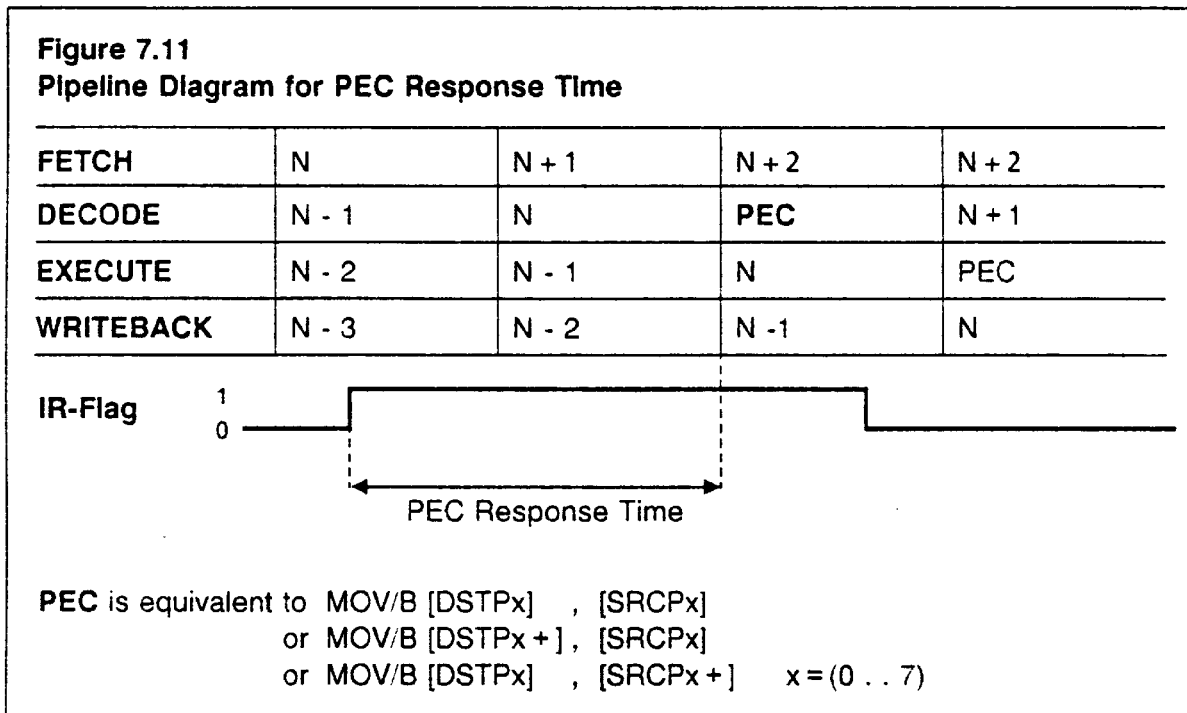 Figure 7.11
Pipeline Diagram for PEC Response Time
FETCH N N + 1 N + 2 N + 2
DECODE N - 1 N PEC N + 1
EXECUTE N - 2 N - 1 N PEC
WRITEBACK N - 3 N - 2 N -1 N
IR-Flag 1
0
PEC Response Time
PEC is equivalent to MOV/B [DSTPx] , [SRCPx]
or MOV/B [DSTPx + ] , [SRCPx]
or MOV/B [DSTPx] , [SRCPx + ] x = (0 . . 7)